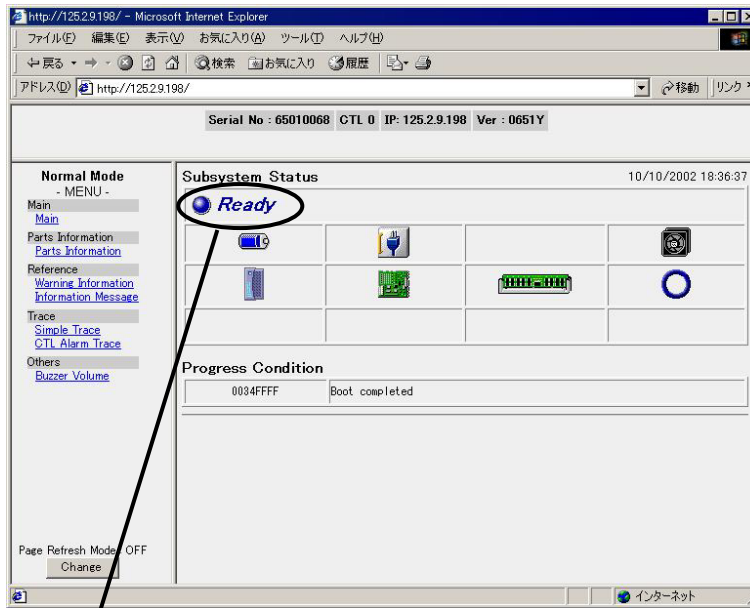 http://125.2.9.198/ - Microsoft Internet Explorer
ファイル(F) 編集(E) 表示(V) お気に入り(A) ツール(T) ヘルプ(H)
戻る 検索 お気に入り 履歴
アドレス(D) http://125.2.9.198/ 移動 リンク
Serial No : 65010068 CTL 0 IP: 125.2.9.198 Ver : 0651Y
Normal Mode
- MENU -
Main
Main
Parts Information
Parts Information
Reference
Warning Information
Information Message
Trace
Simple Trace
CTL Alarm Trace
Others
Buzzer Volume
Page Refresh Mode: OFF
Change
Subsystem Status 10/10/2002 18:36:37
Ready
Progress Condition
0034FFFF Boot completed
インターネット